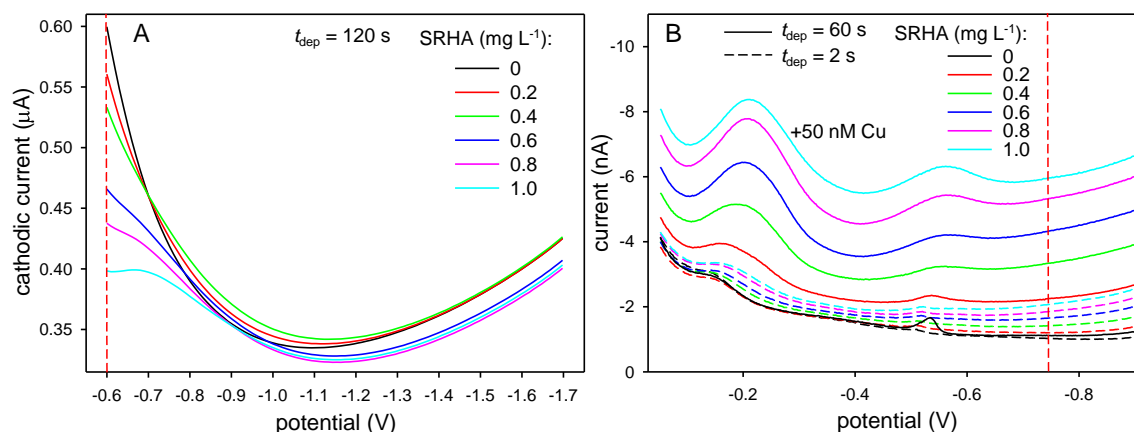 A
t dep = 120 s
SRHA (mg L-1):
0
0.2
0.4
0.6
0.8
1.0
cathodic current (µA)
0.60
0.55
0.50
0.45
0.40
0.35
-0.6 -0.7 -0.8 -0.9 -1.0 -1.1 -1.2 -1.3 -1.4 -1.5 -1.6 -1.7
potential (V)
B
t dep = 60 s
t dep = 2 s
SRHA (mg L-1):
0
0.2
0.4
0.6
0.8
1.0
+50 nM Cu
current (nA)
-10
-8
-6
-4
-2
0
-0.2 -0.4 -0.6 -0.8
potential (V)